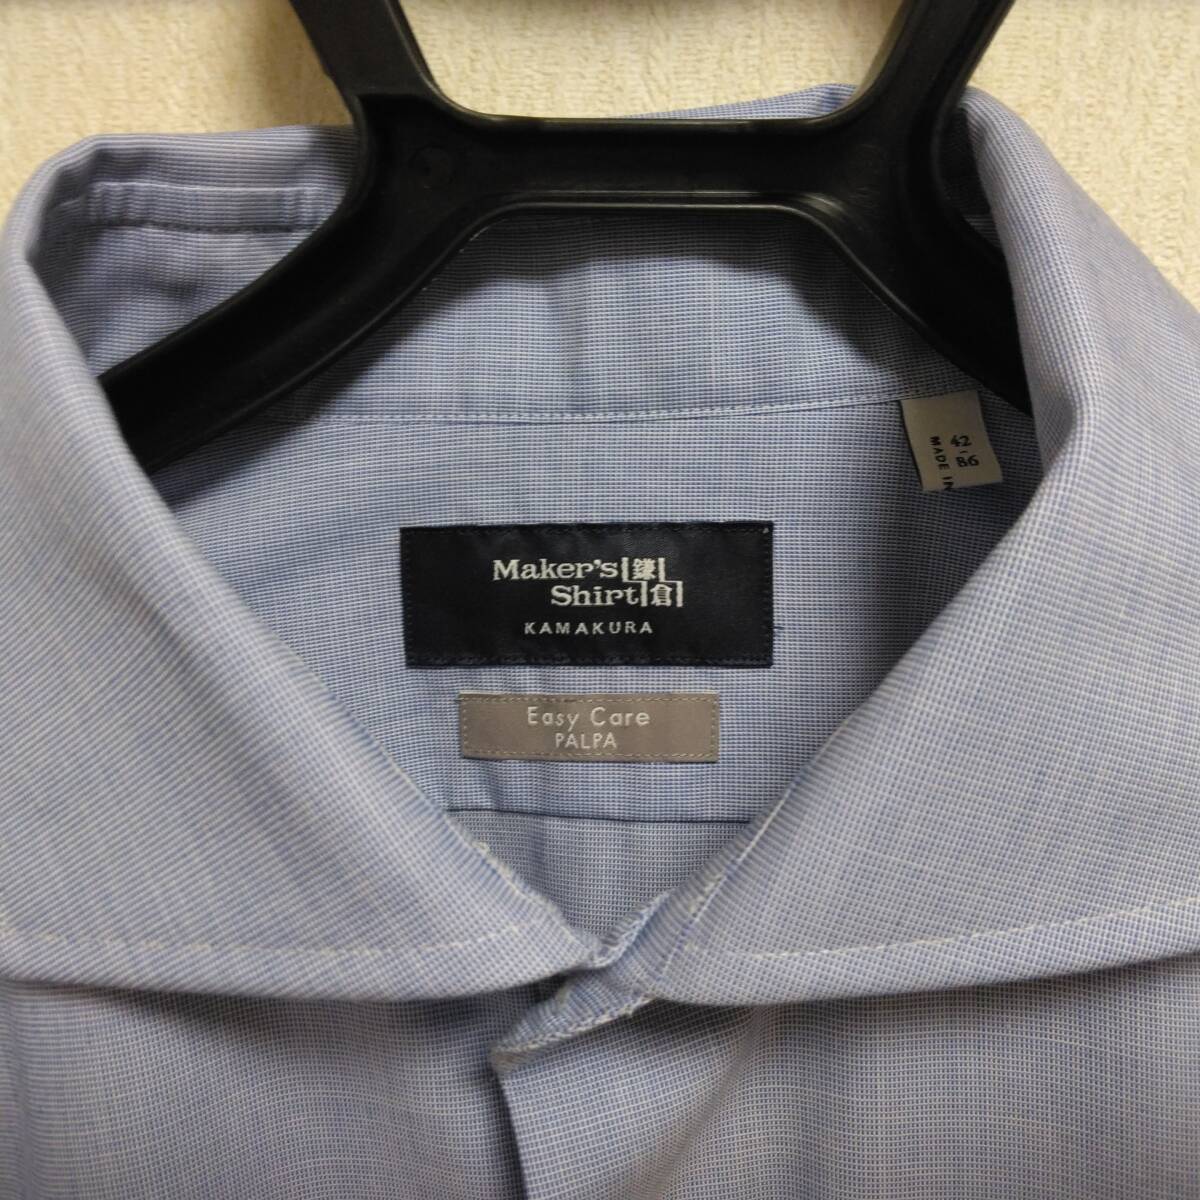 42
-
86
MADE IN
Maker's 鎌
Shirt 倉
KAMAKURA
Easy Care
PALPA